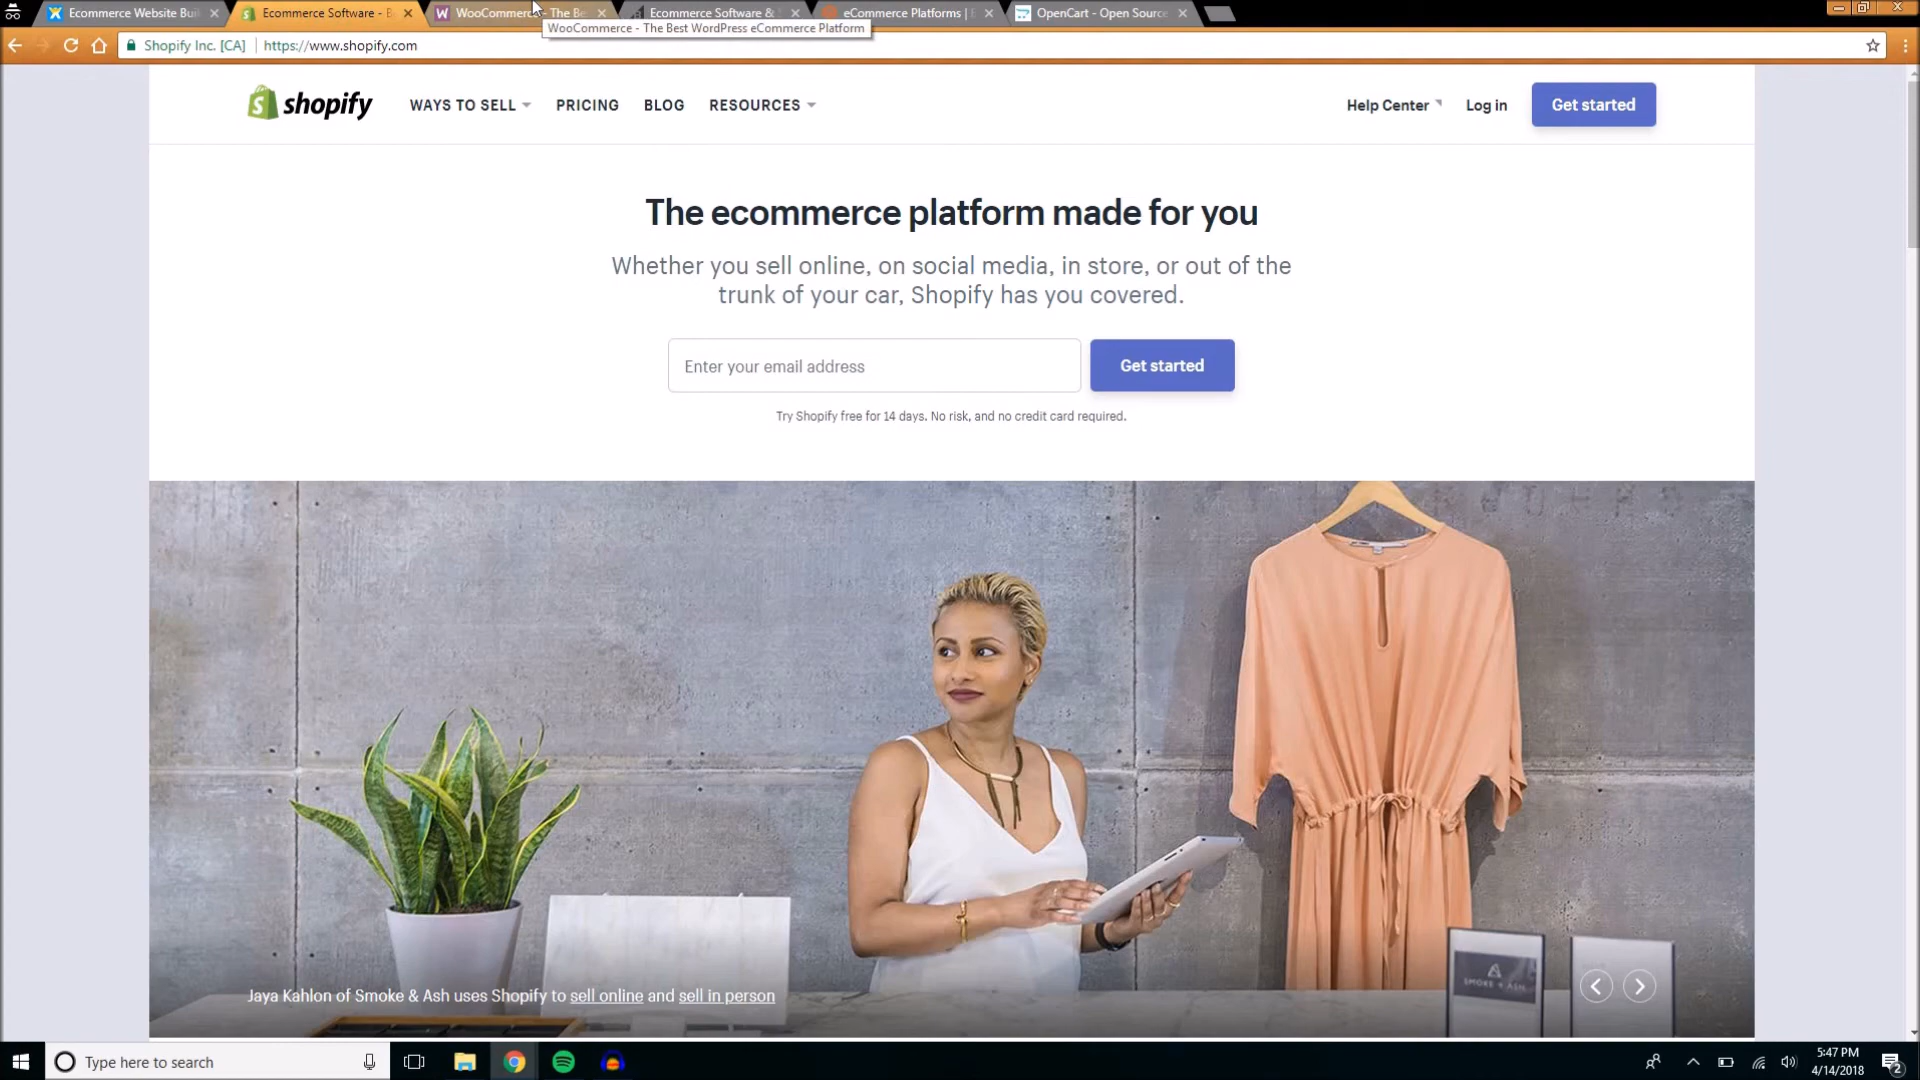 Ecommerce Website Bui
Ecommerce Software - B
WooCommerce - The Be
Ecommerce Software &
eCommerce Platforms |
OpenCart - Open Source
WooCommerce - The Best WordPress eCommerce Platform
Shopify Inc. [CA]
https://www.shopify.com
shopify
WAYS TO SELL
PRICING
BLOG
RESOURCES
Help Center
Log in
Get started
The ecommerce platform made for you
Whether you sell online, on social media, in store, or out of the
trunk of your car, Shopify has you covered.
Enter your email address
Get started
Try Shopify free for 14 days. No risk, and no credit card required.
SMOKE + ASH
Jaya Kahlon of Smoke & Ash uses Shopify to sell online and sell in person
Type here to search
5:47 PM
4/14/2018
2